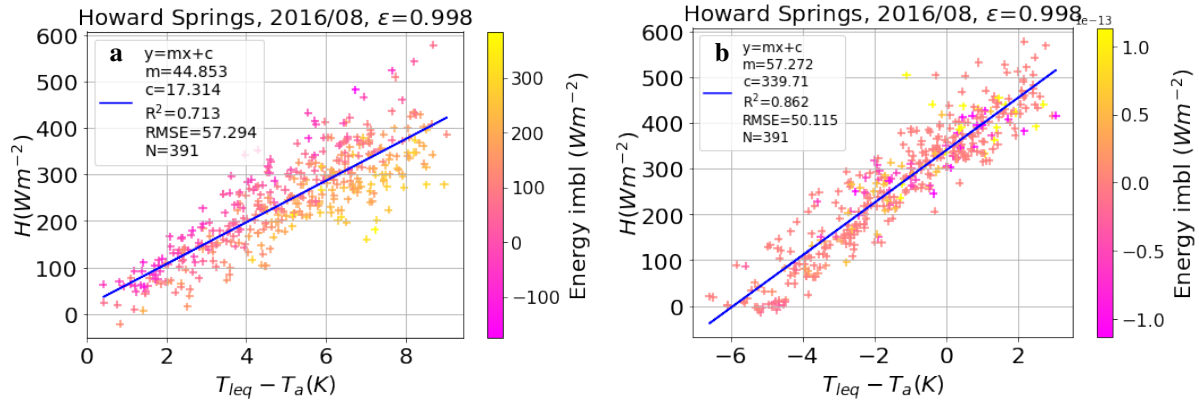 Howard Springs, 2016/08, ε=0.998
a
y=mx+c
m=44.853
c=17.314
R²=0.713
RMSE=57.294
N=391
600
500
400
300
200
100
0
H(Wm⁻²)
0 2 4 6 8
T_leq − T_a(K)
300
200
100
0
−100
Energy imbl (Wm⁻²)
Howard Springs, 2016/08, ε=0.998
1e−13
b
y=mx+c
m=57.272
c=339.71
R²=0.862
RMSE=50.115
N=391
600
500
400
300
200
100
0
H(Wm⁻²)
−6 −4 −2 0 2
T_leq − T_a(K)
1.0
0.5
0.0
−0.5
−1.0
Energy imbl (Wm⁻²)